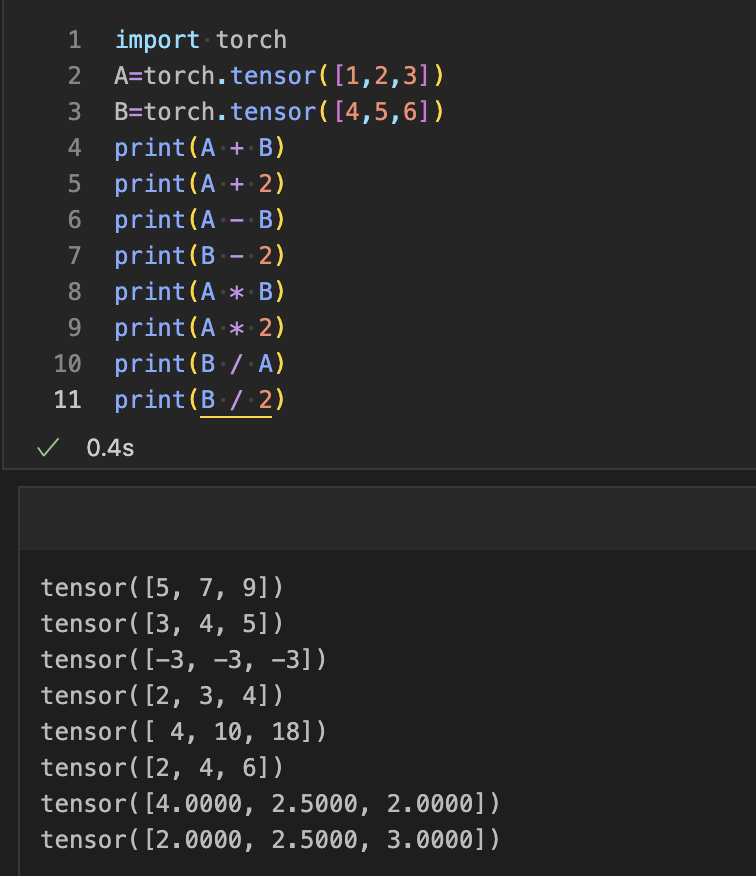 1 import torch
2 A=torch.tensor([1,2,3])
3 B=torch.tensor([4,5,6])
4 print(A + B)
5 print(A + 2)
6 print(A - B)
7 print(B - 2)
8 print(A * B)
9 print(A * 2)
10 print(B / A)
11 print(B / 2)
0.4s
tensor([5, 7, 9])
tensor([3, 4, 5])
tensor([-3, -3, -3])
tensor([2, 3, 4])
tensor([ 4, 10, 18])
tensor([2, 4, 6])
tensor([4.0000, 2.5000, 2.0000])
tensor([2.0000, 2.5000, 3.0000])